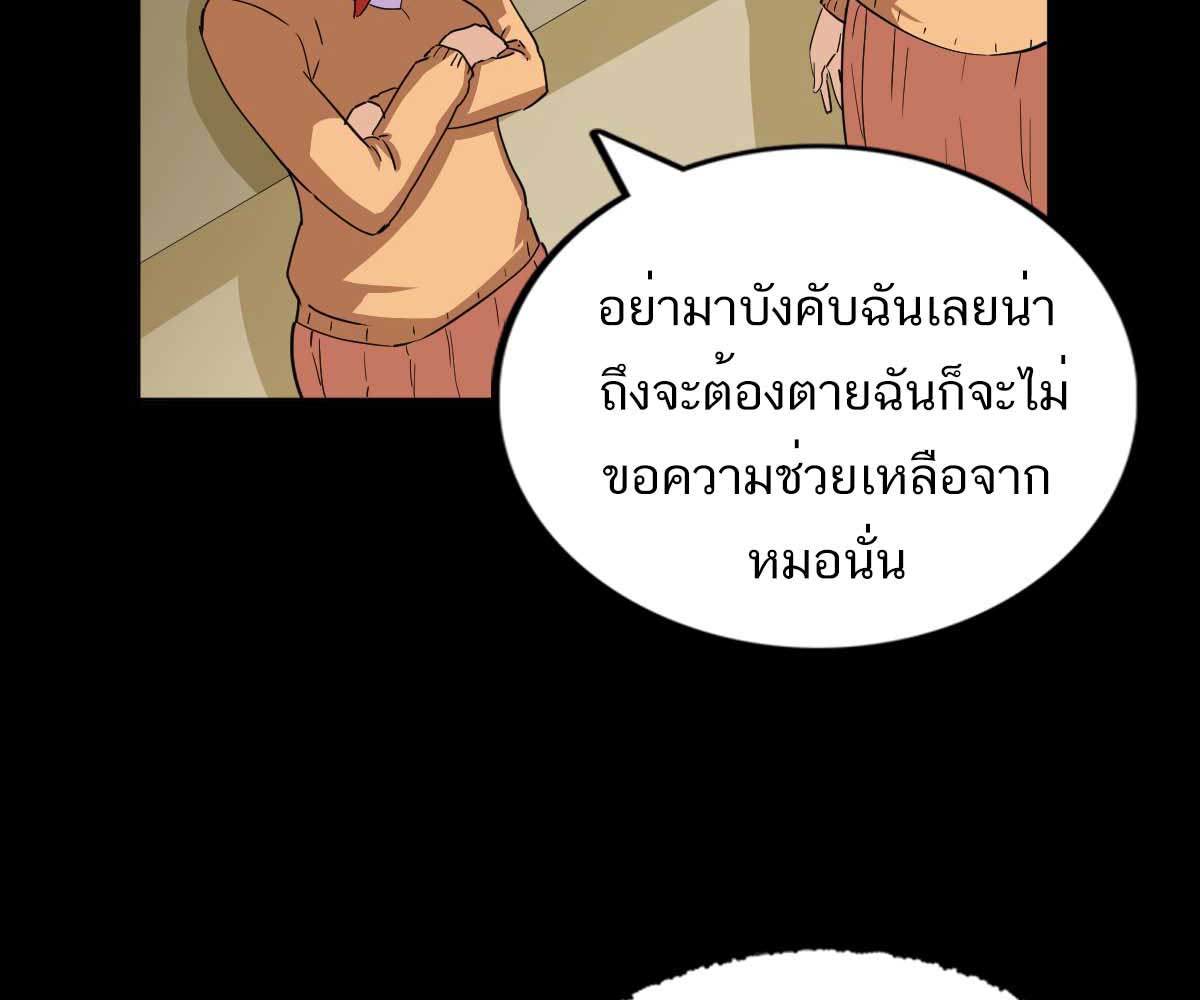 อย่ามาบังคับฉันเลยน่า
ถึงจะต้องตายฉันก็จะไม่
ขอความช่วยเหลือจาก
หมอนั่น